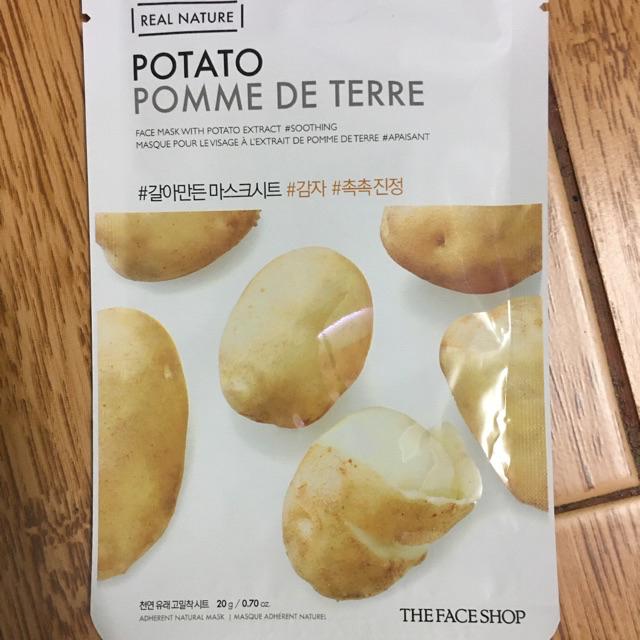 REAL NATURE
POTATO
POMME DE TERRE
FACE MASK WITH POTATO EXTRACT #SOOTHING
MASQUE POUR LE VISAGE À L'EXTRAIT DE POMME DE TERRE #APAISANT
#갈아만든 마스크시트 #감자 #촉촉진정
천연 유래 고밀착시트 20 g / 0.70 oz.
ADHERENT NATURAL MASK | MASQUE ADHÉRENT NATUREL
THE FACE SHOP